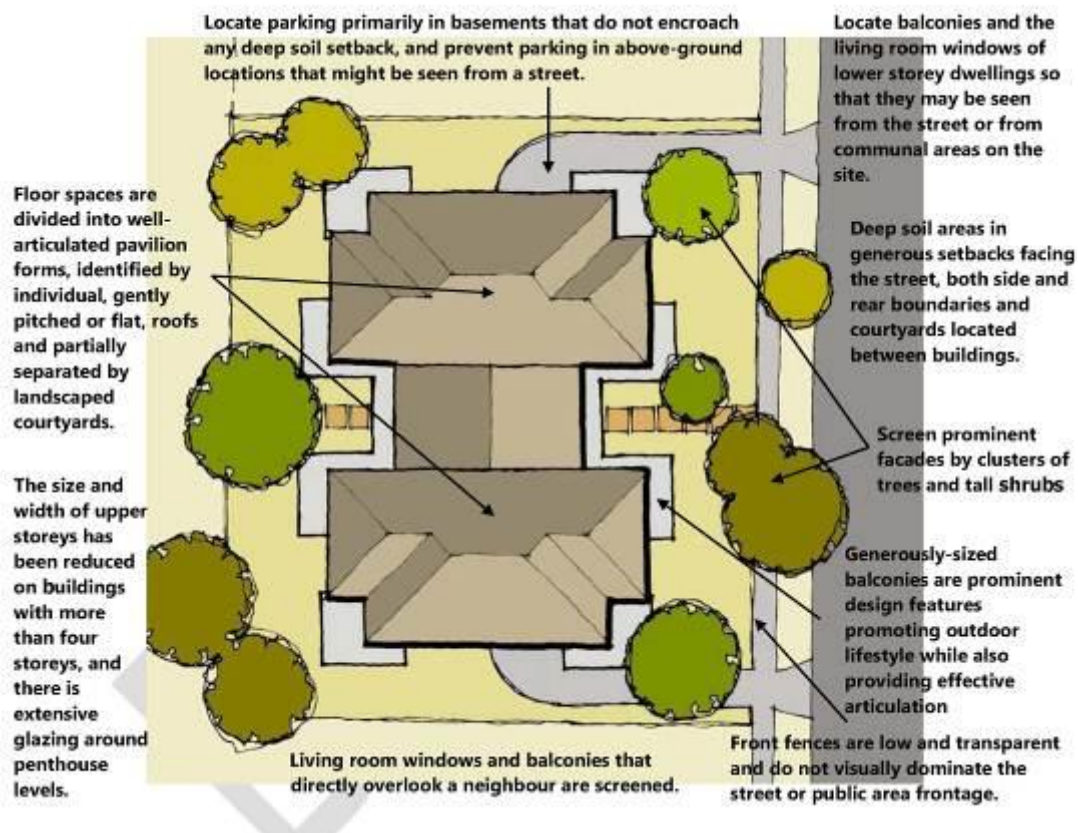 Locate parking primarily in basements that do not encroach
any deep soil setback, and prevent parking in above-ground
locations that might be seen from a street.
Locate balconies and the
living room windows of
lower storey dwellings so
that they may be seen
from the street or from
communal areas on the
site.
Floor spaces are
divided into well-
articulated pavilion
forms, identified by
individual, gently
pitched or flat, roofs
and partially
separated by
landscaped
courtyards.
Deep soil areas in
generous setbacks facing
the street, both side and
rear boundaries and
courtyards located
between buildings.
Screen prominent
facades by clusters of
trees and tall shrubs
The size and
width of upper
storeys has
been reduced
on buildings
with more
than four
storeys, and
there is
extensive
glazing around
penthouse
levels.
Generously-sized
balconies are prominent
design features
promoting outdoor
lifestyle while also
providing effective
articulation
Living room windows and balconies that
directly overlook a neighbour are screened.
Front fences are low and transparent
and do not visually dominate the
street or public area frontage.